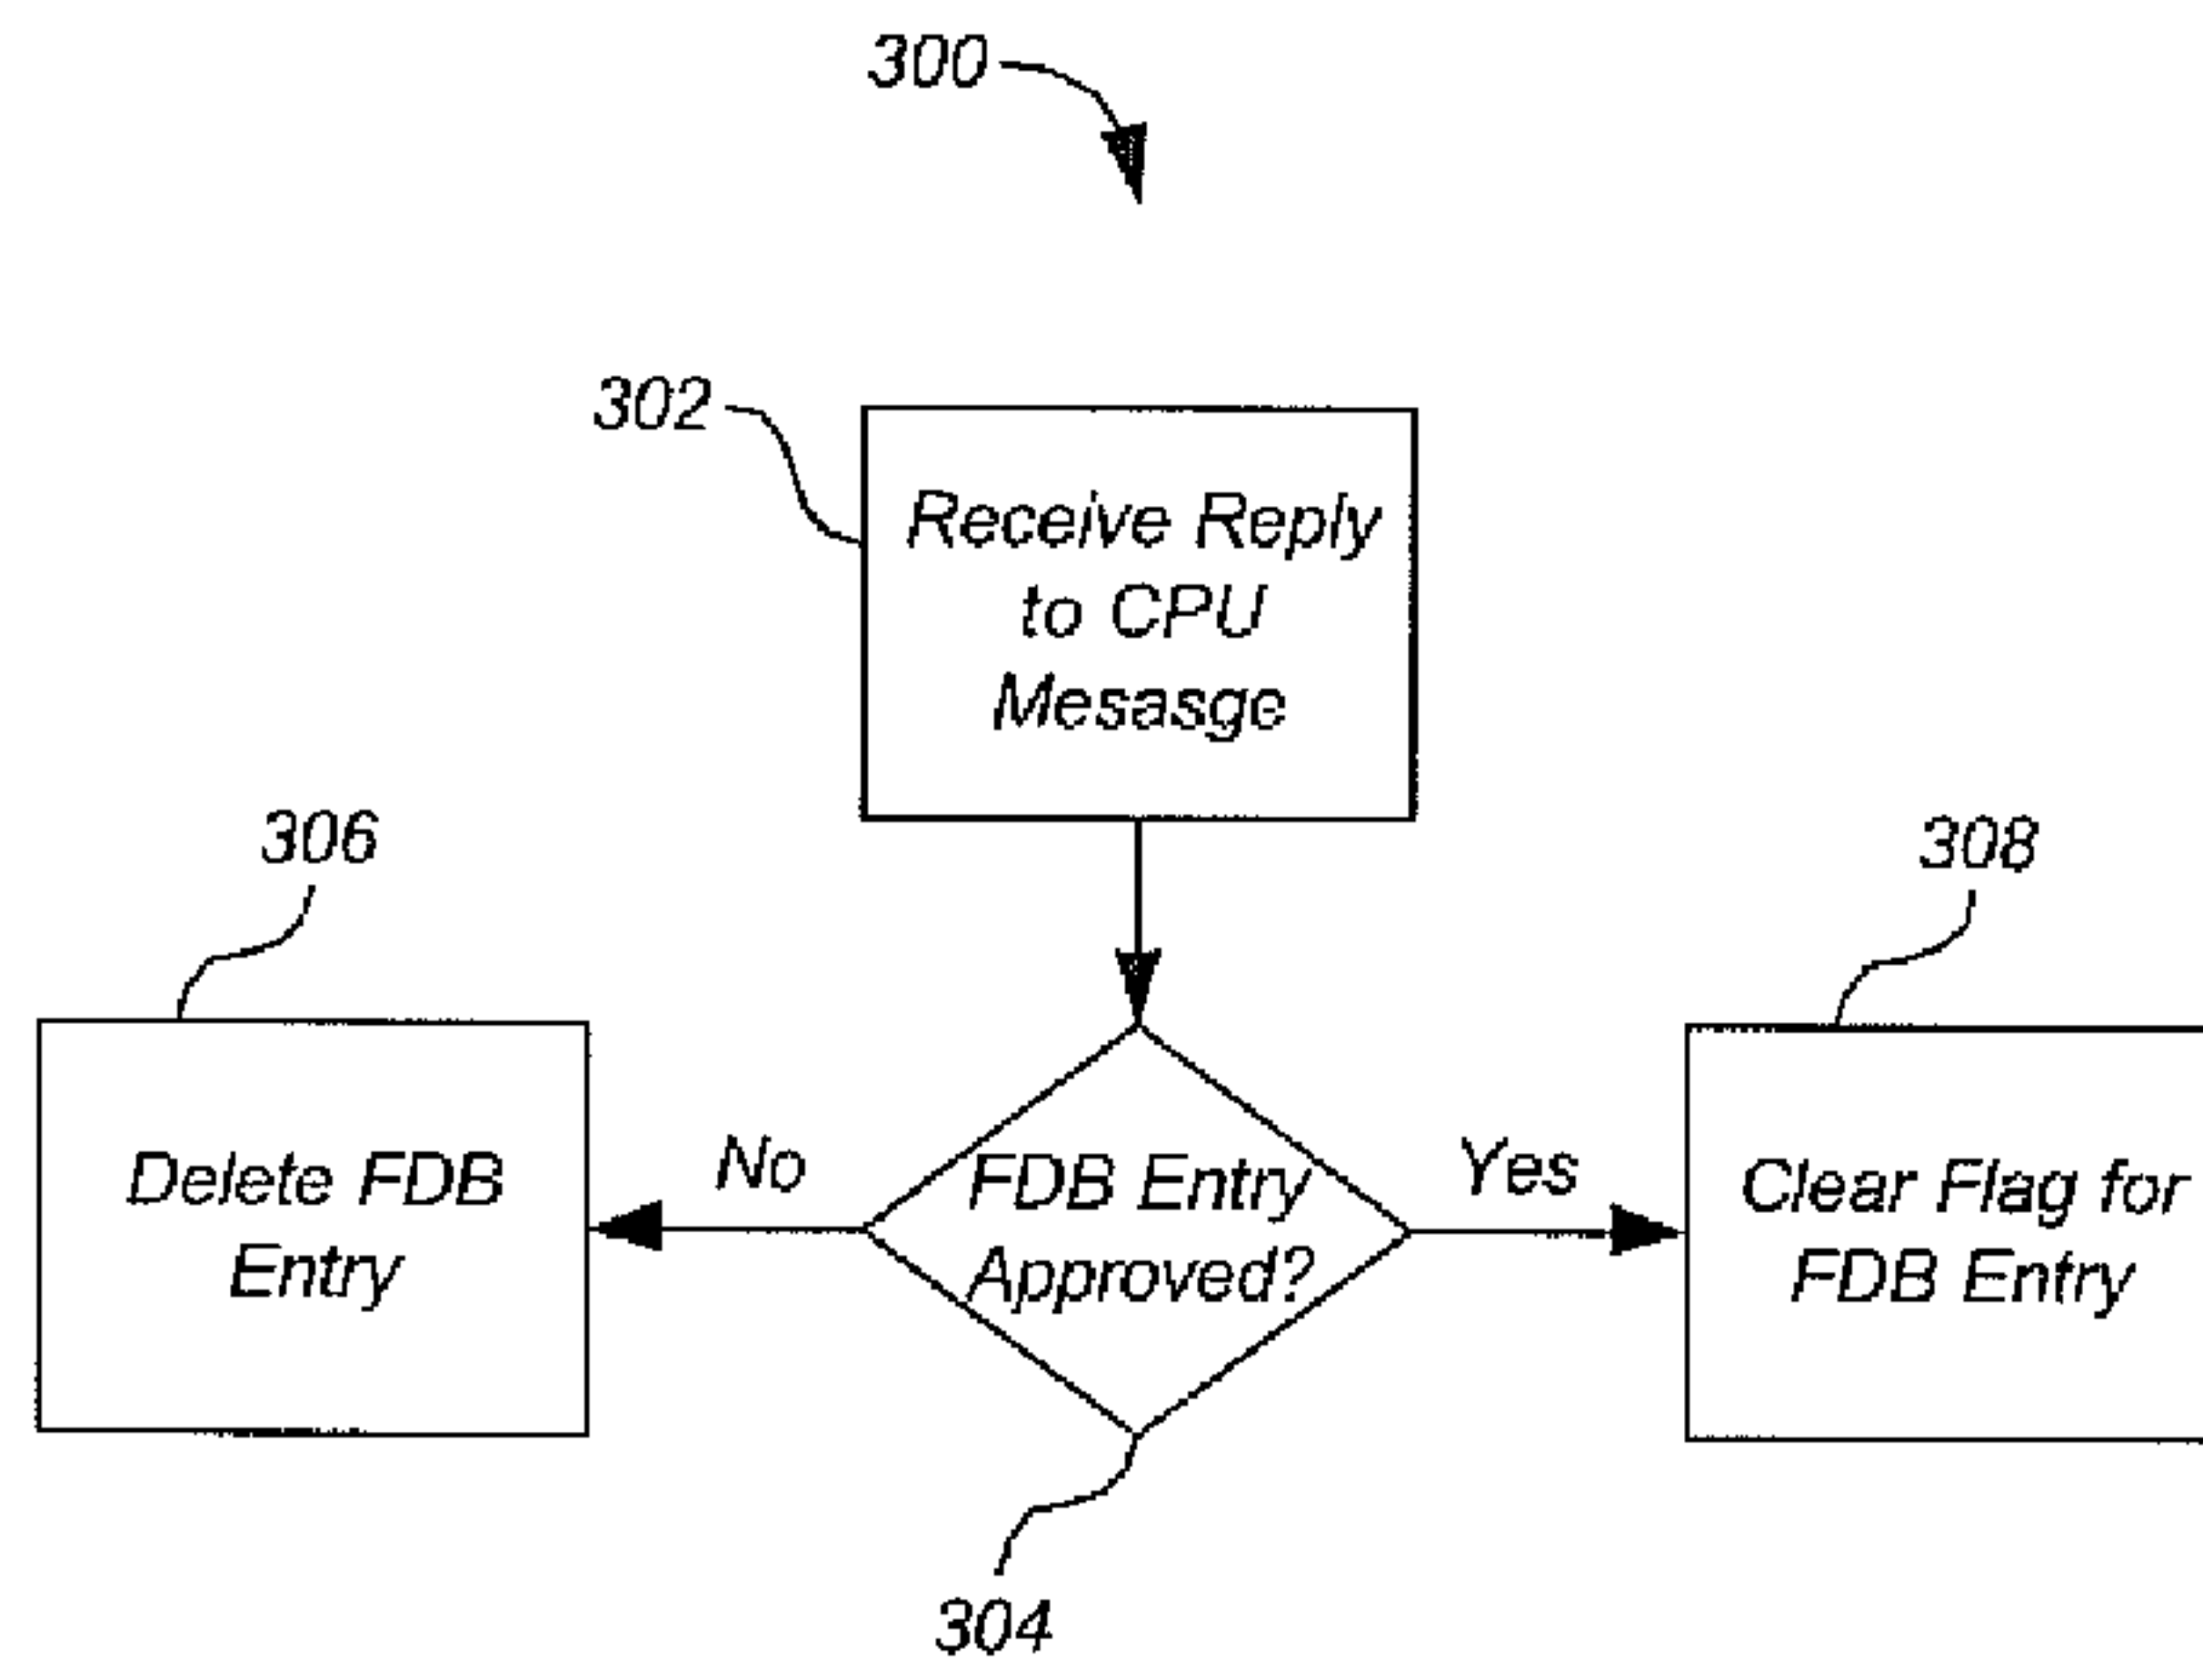 300
302
Receive Reply
to CPU
Mesasge
306
308
Delete FDB
Entry
No
FDB Entry
Approved?
Yes
Clear Flag for
FDB Entry
304